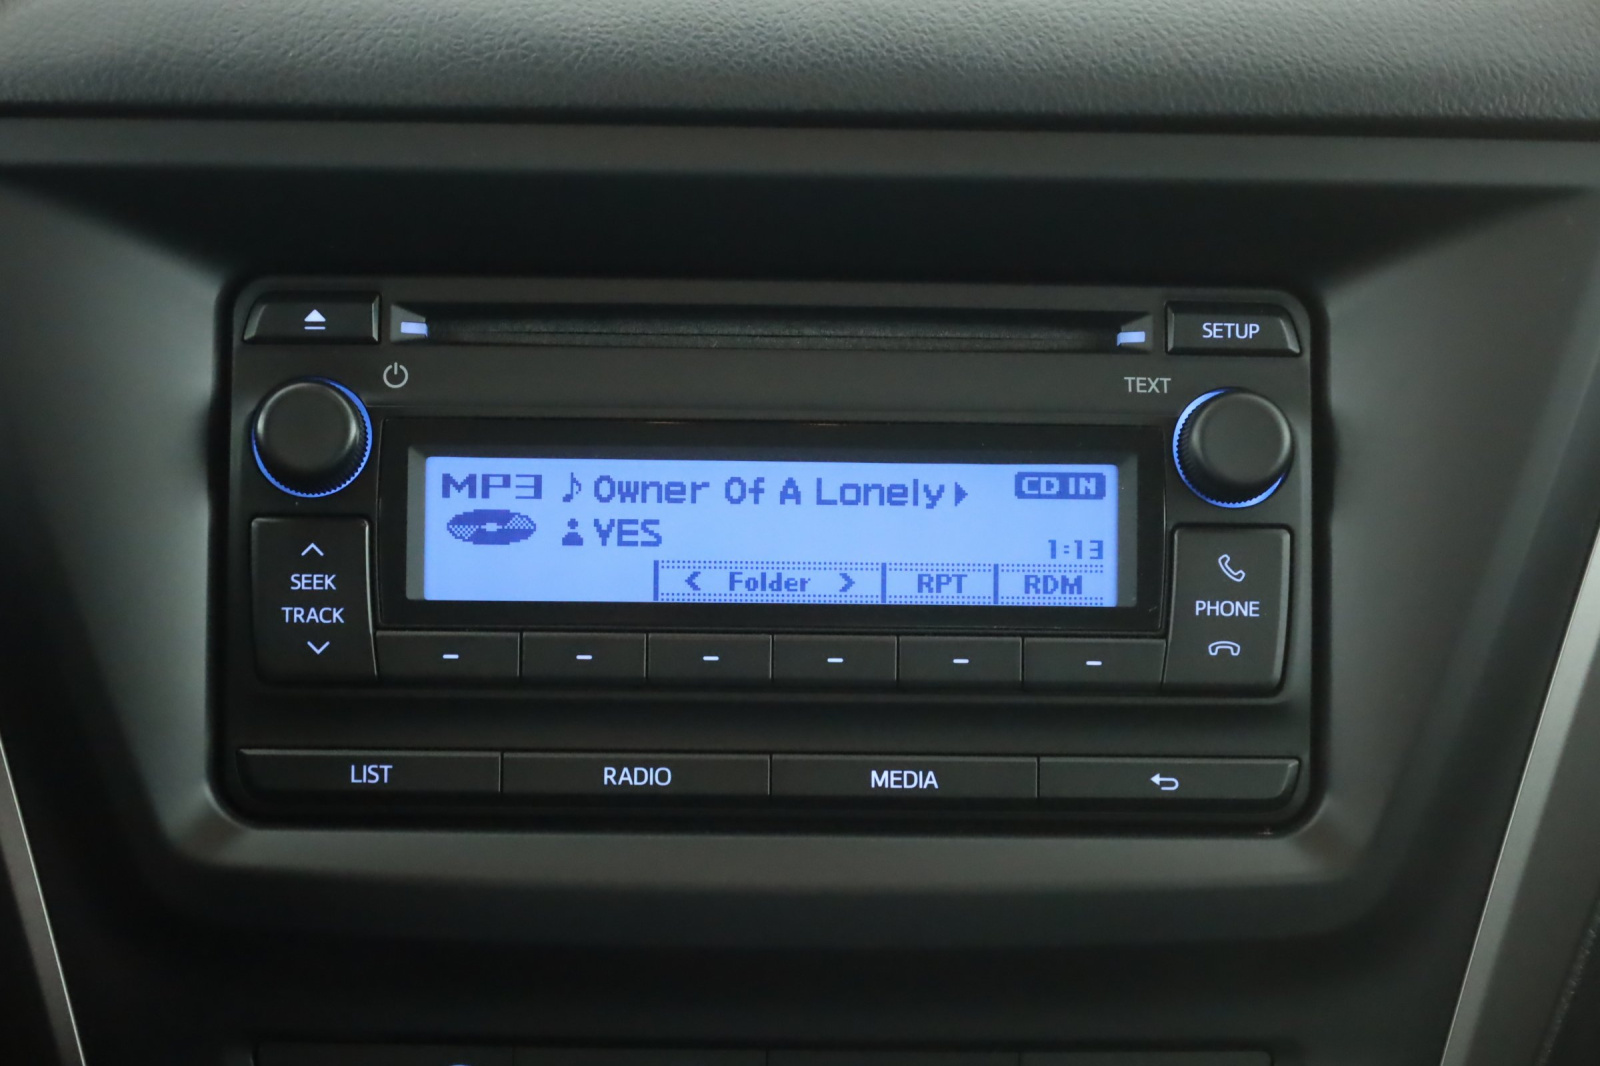 SETUP
TEXT
MP3 Owner Of A Lonely CD IN
YES
1:13
Folder RPT RDM
SEEK
TRACK
PHONE
LIST RADIO MEDIA